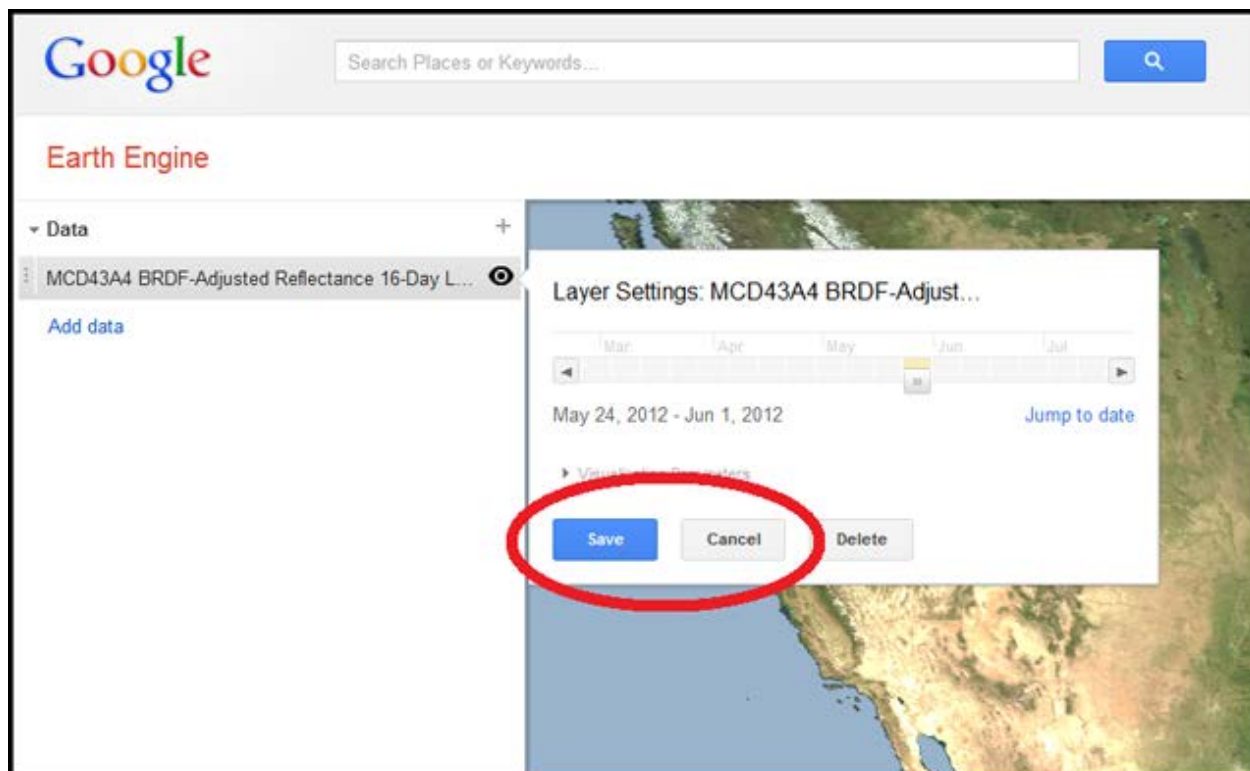 Google
Search Places or Keywords...
Earth Engine
Data
MCD43A4 BRDF-Adjusted Reflectance 16-Day L...
Add data
Layer Settings: MCD43A4 BRDF-Adjust...
Mar Apr May Jun Jul
May 24, 2012 - Jun 1, 2012 Jump to date
Visualization Parameters
Save Cancel Delete